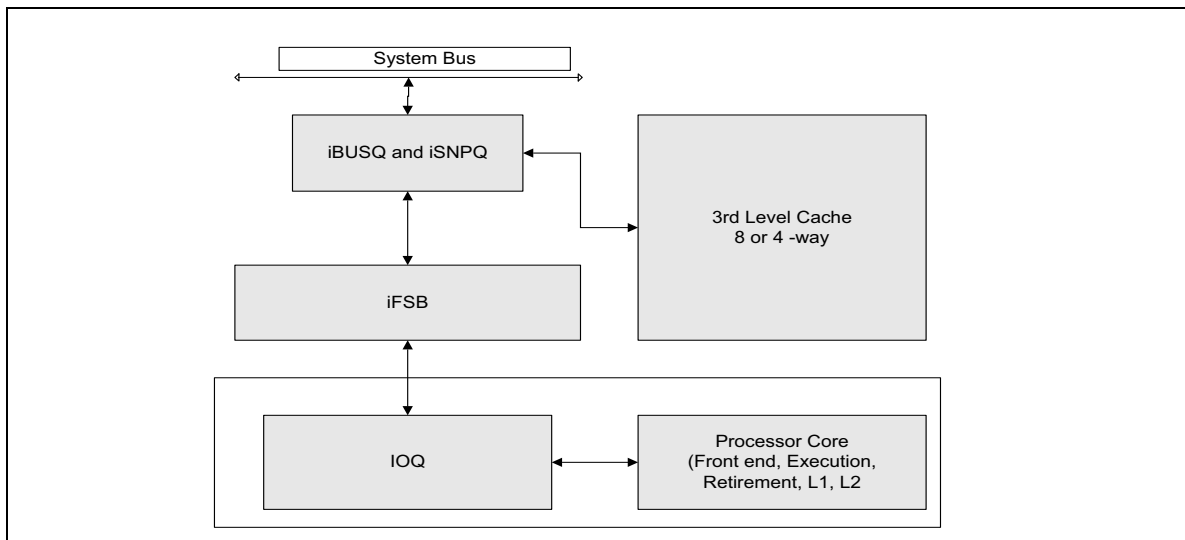 System Bus
iBUSQ and iSNPQ
3rd Level Cache
8 or 4 -way
iFSB
IOQ
Processor Core
(Front end, Execution,
Retirement, L1, L2